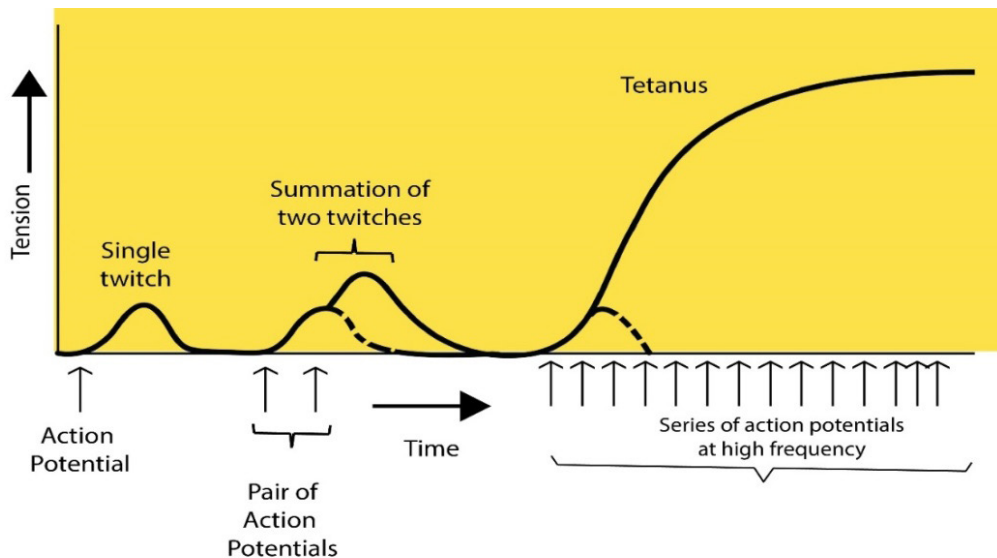 Tension
Single
twitch
Summation of
two twitches
Tetanus
Action
Potential
Pair of
Action
Potentials
Time
Series of action potentials
at high frequency